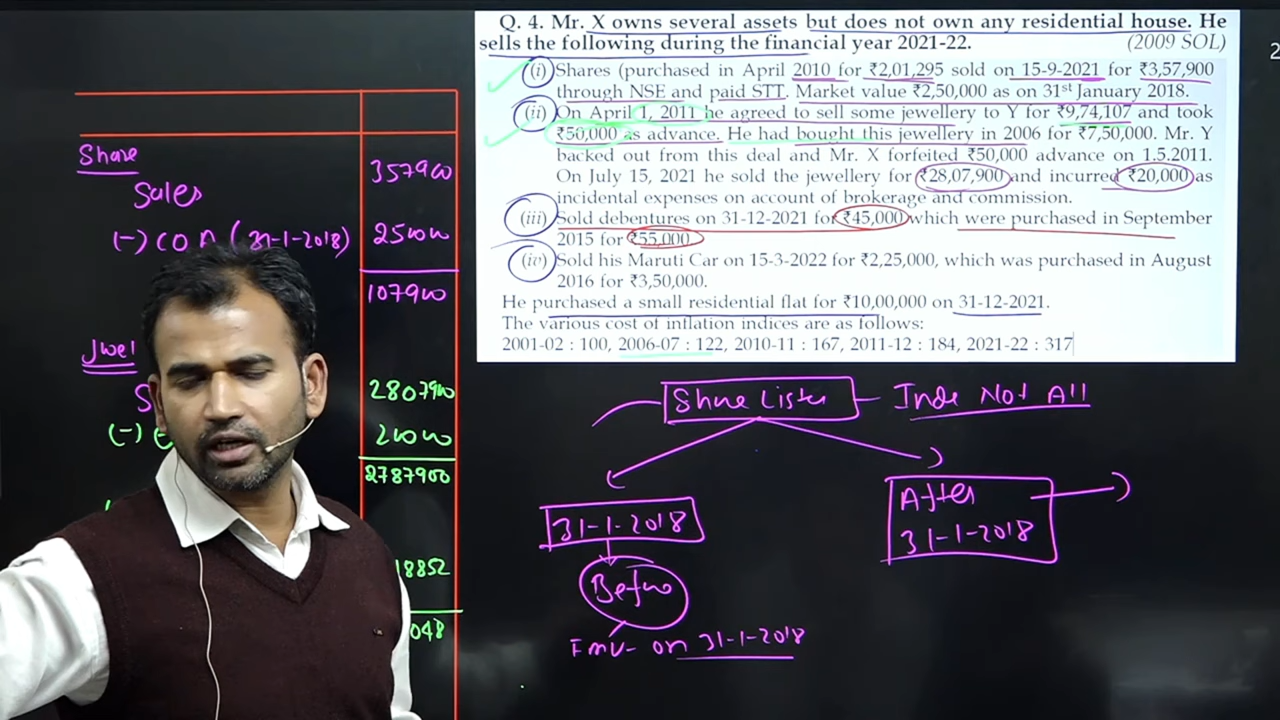 Q. 4. Mr. X owns several assets but does not own any residential house. He
sells the following during the financial year 2021-22. (2009 SOL)
(i) Shares (purchased in April 2010 for ₹2,01,295 sold on 15-9-2021 for ₹3,57,900
through NSE and paid STT. Market value ₹2,50,000 as on 31st January 2018.
(ii) On April 1, 2011 he agreed to sell some jewellery to Y for ₹9,74,107 and took
₹50,000 as advance. He had bought this jewellery in 2006 for ₹7,50,000. Mr. Y
backed out from this deal and Mr. X forfeited ₹50,000 advance on 1.5.2011.
On July 15, 2021 he sold the jewellery for ₹28,07,900 and incurred ₹20,000 as
incidental expenses on account of brokerage and commission.
(iii) Sold debentures on 31-12-2021 for ₹45,000 which were purchased in September
2015 for ₹55,000.
(iv) Sold his Maruti Car on 15-3-2022 for ₹2,25,000, which was purchased in August
2016 for ₹3,50,000.
He purchased a small residential flat for ₹10,00,000 on 31-12-2021.
The various cost of inflation indices are as follows:
2001-02 : 100, 2006-07 : 122, 2010-11 : 167, 2011-12 : 184, 2021-22 : 317
2
Share
Sales 357900
(-) COA (31-1-2018) 250000
107900
Jwel
S 2807900
(-) 20000
2787900
18852
048
Share Listed Inde Not All
31-1-2018
Before
FMV on 31-1-2018
After
31-1-2018